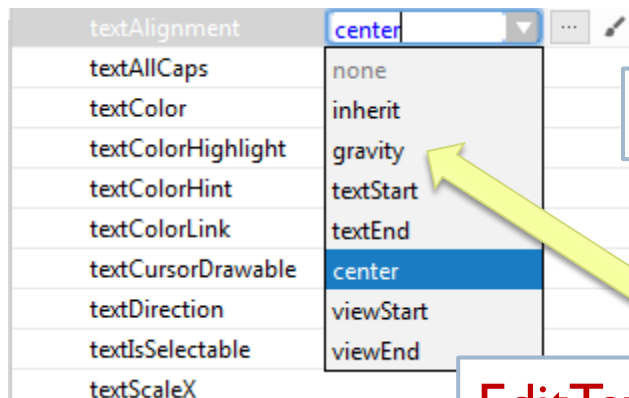 textAlignment center ...
textAllCaps none
textColor inherit
textColorHighlight gravity
textColorHint textStart
textColorLink textEnd
textCursorDrawable center
textDirection viewStart
textIsSelectable viewEnd
textScaleX